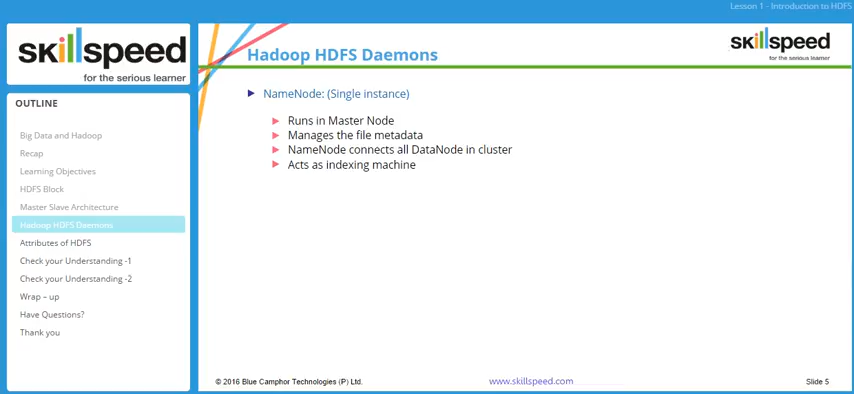 Lesson 1 - Introduction to HDFS
skillspeed
for the serious learner
OUTLINE
Big Data and Hadoop
Recap
Learning Objectives
HDFS Block
Master Slave Architecture
Hadoop HDFS Daemons
Attributes of HDFS
Check your Understanding -1
Check your Understanding -2
Wrap – up
Have Questions?
Thank you
Hadoop HDFS Daemons
skillspeed
for the serious learner
NameNode: (Single instance)
Runs in Master Node
Manages the file metadata
NameNode connects all DataNode in cluster
Acts as indexing machine
© 2016 Blue Camphor Technologies (P) Ltd.
www.skillspeed.com
Slide 5